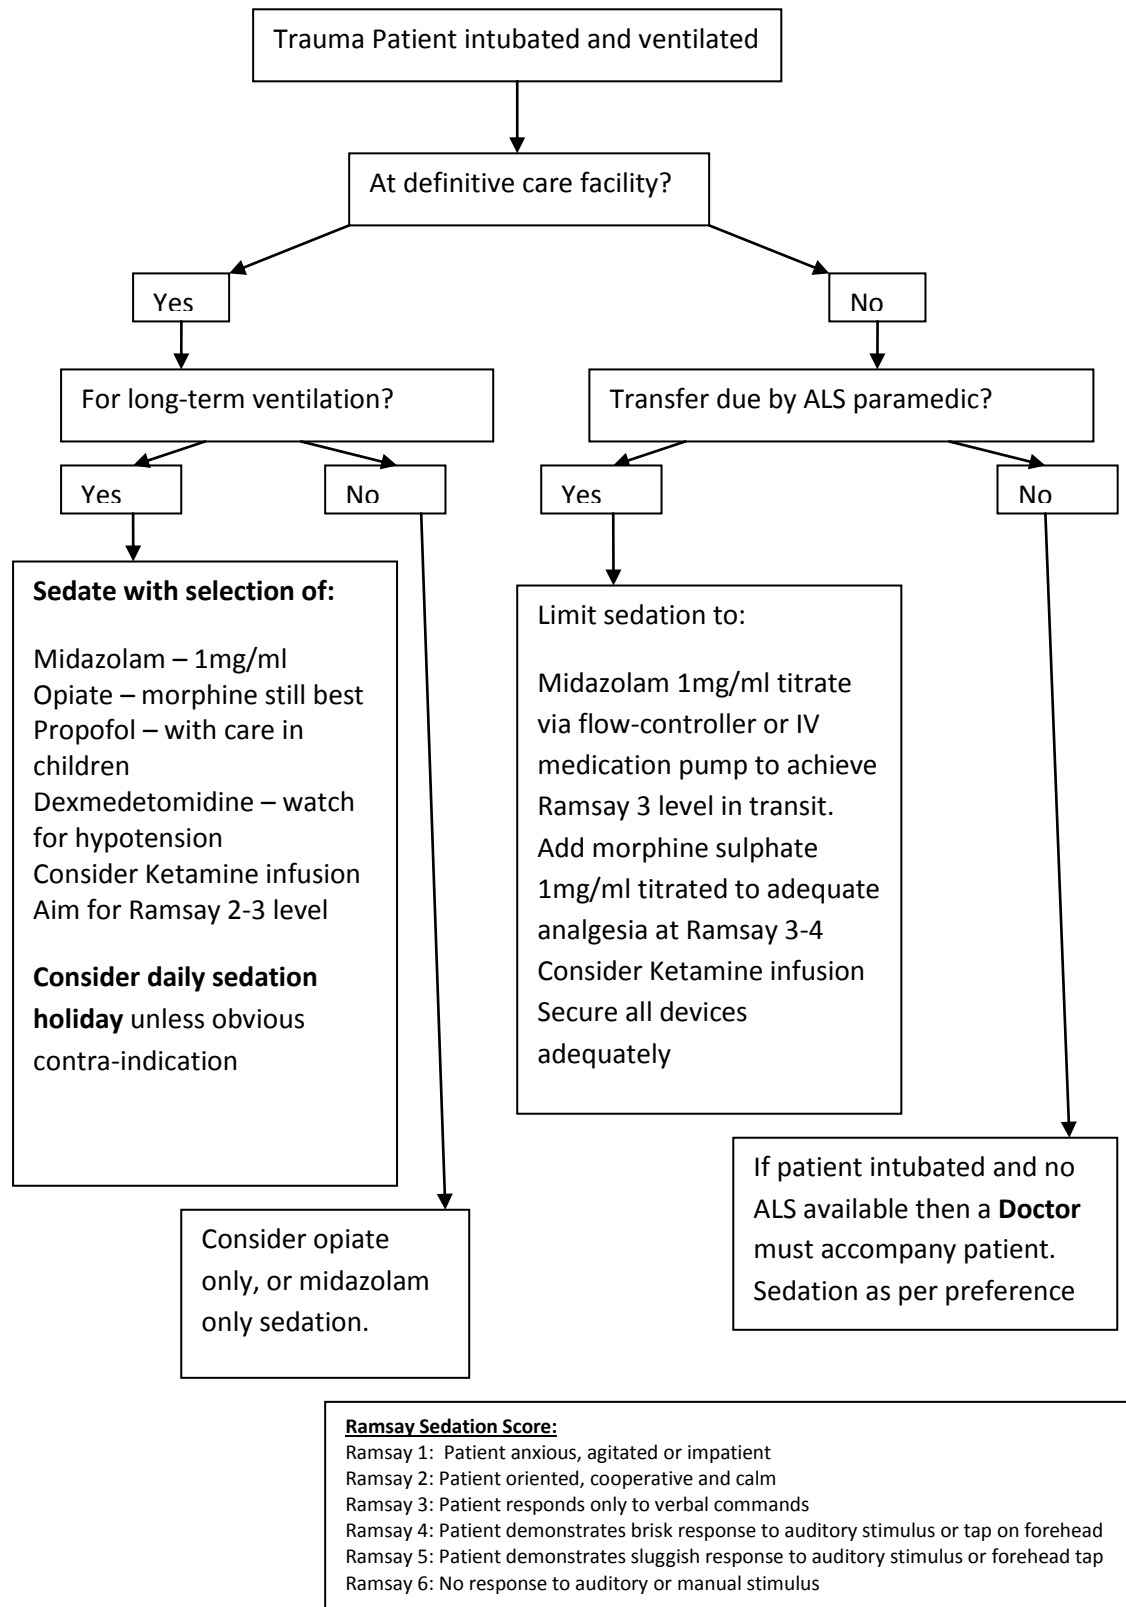 Trauma Patient intubated and ventilated
At definitive care facility?
Yes
No
For long-term ventilation?
Transfer due by ALS paramedic?
Yes
No
Yes
No
Sedate with selection of:
Midazolam – 1mg/ml
Opiate – morphine still best
Propofol – with care in
children
Dexmedetomidine – watch
for hypotension
Consider Ketamine infusion
Aim for Ramsay 2-3 level
Consider daily sedation
holiday unless obvious
contra-indication
Limit sedation to:
Midazolam 1mg/ml titrate
via flow-controller or IV
medication pump to achieve
Ramsay 3 level in transit.
Add morphine sulphate
1mg/ml titrated to adequate
analgesia at Ramsay 3-4
Consider Ketamine infusion
Secure all devices
adequately
Consider opiate
only, or midazolam
only sedation.
If patient intubated and no
ALS available then a Doctor
must accompany patient.
Sedation as per preference
Ramsay Sedation Score:
Ramsay 1:  Patient anxious, agitated or impatient
Ramsay 2: Patient oriented, cooperative and calm
Ramsay 3: Patient responds only to verbal commands
Ramsay 4: Patient demonstrates brisk response to auditory stimulus or tap on forehead
Ramsay 5: Patient demonstrates sluggish response to auditory stimulus or forehead tap
Ramsay 6: No response to auditory or manual stimulus